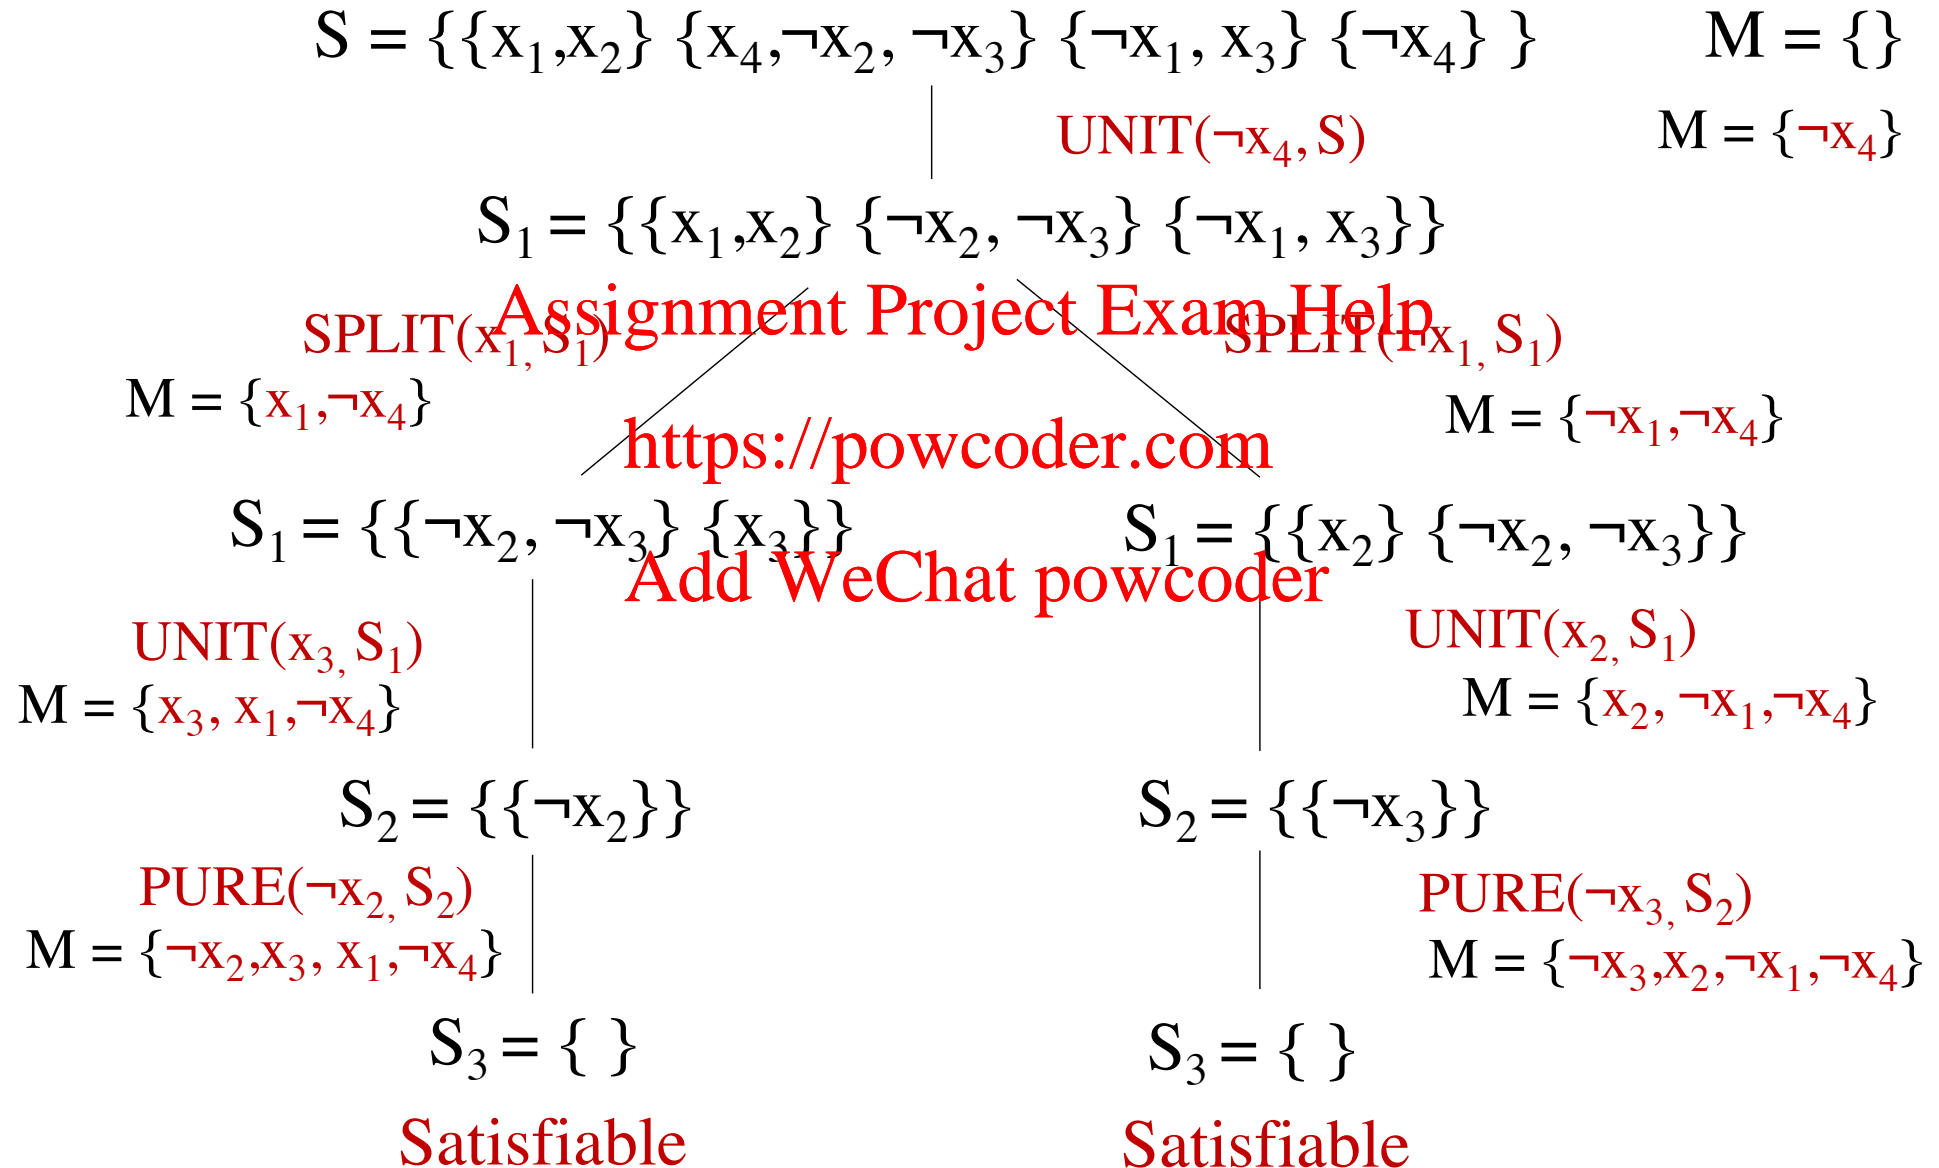 S = {{x₁,x₂} {x₄,¬x₂, ¬x₃} {¬x₁, x₃} {¬x₄} } M = {}
UNIT(¬x₄, S) M = {¬x₄}
S₁ = {{x₁,x₂} {¬x₂, ¬x₃} {¬x₁, x₃}}
Assignment Project Exam Help
SPLIT(x₁, S₁) SPLIT(¬x₁, S₁)
M = {x₁,¬x₄} M = {¬x₁,¬x₄}
https://powcoder.com
S₁ = {{¬x₂, ¬x₃} {x₃}} S₁ = {{x₂} {¬x₂, ¬x₃}}
Add WeChat powcoder
UNIT(x₃, S₁) UNIT(x₂, S₁)
M = {x₃, x₁,¬x₄} M = {x₂, ¬x₁,¬x₄}
S₂ = {{¬x₂}} S₂ = {{¬x₃}}
PURE(¬x₂, S₂) PURE(¬x₃, S₂)
M = {¬x₂,x₃, x₁,¬x₄} M = {¬x₃,x₂,¬x₁,¬x₄}
S₃ = { } S₃ = { }
Satisfiable Satisfiable